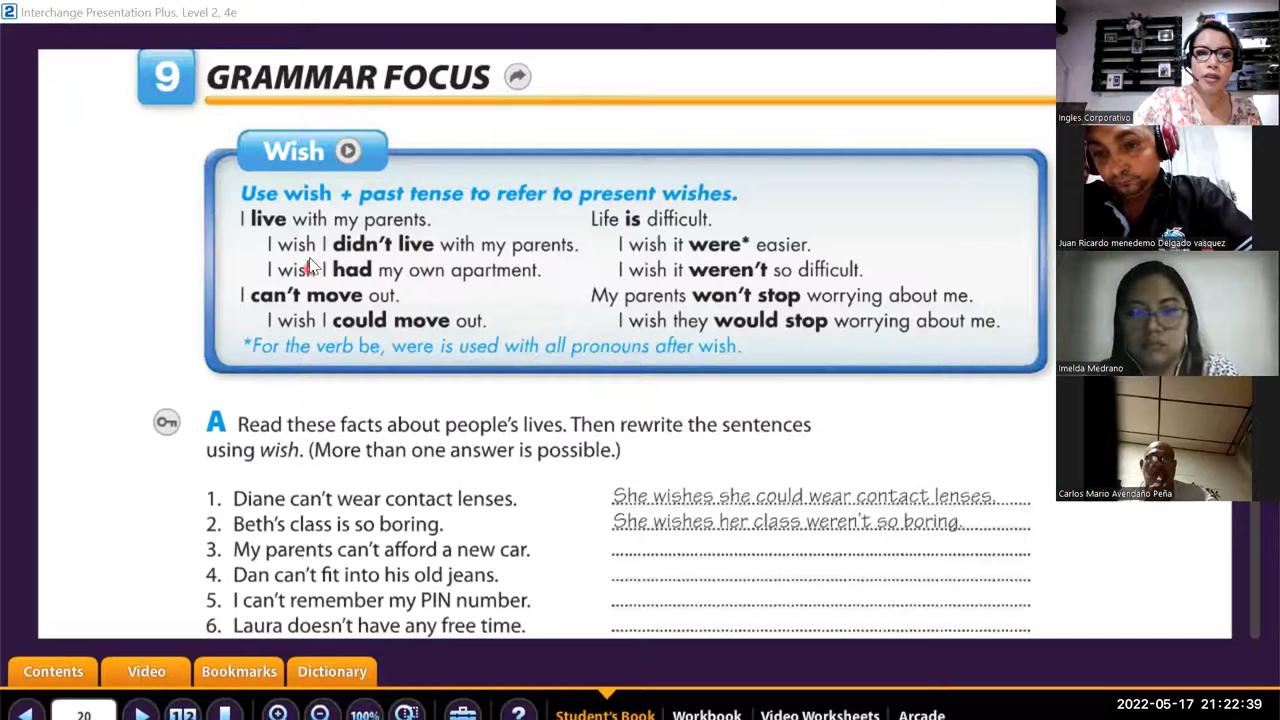 Interchange Presentation Plus, Level 2, 4e
9 GRAMMAR FOCUS
Wish
Use wish + past tense to refer to present wishes.
I live with my parents.
I wish I didn't live with my parents.
I wish I had my own apartment.
I can't move out.
I wish I could move out.
Life is difficult.
I wish it were* easier.
I wish it weren't so difficult.
My parents won't stop worrying about me.
I wish they would stop worrying about me.
*For the verb be, were is used with all pronouns after wish.
A Read these facts about people's lives. Then rewrite the sentences
using wish. (More than one answer is possible.)
1. Diane can't wear contact lenses. She wishes she could wear contact lenses.
2. Beth's class is so boring. She wishes her class weren't so boring.
3. My parents can't afford a new car.
4. Dan can't fit into his old jeans.
5. I can't remember my PIN number.
6. Laura doesn't have any free time.
Ingles Corporativo
Juan Ricardo menedemo Delgado vasquez
Imelda Medrano
Carlos Mario Avendaño Peña
Contents Video Bookmarks Dictionary
20 100% ? Student's Book Workbook Video Worksheets Arcade
2022-05-17 21:22:39